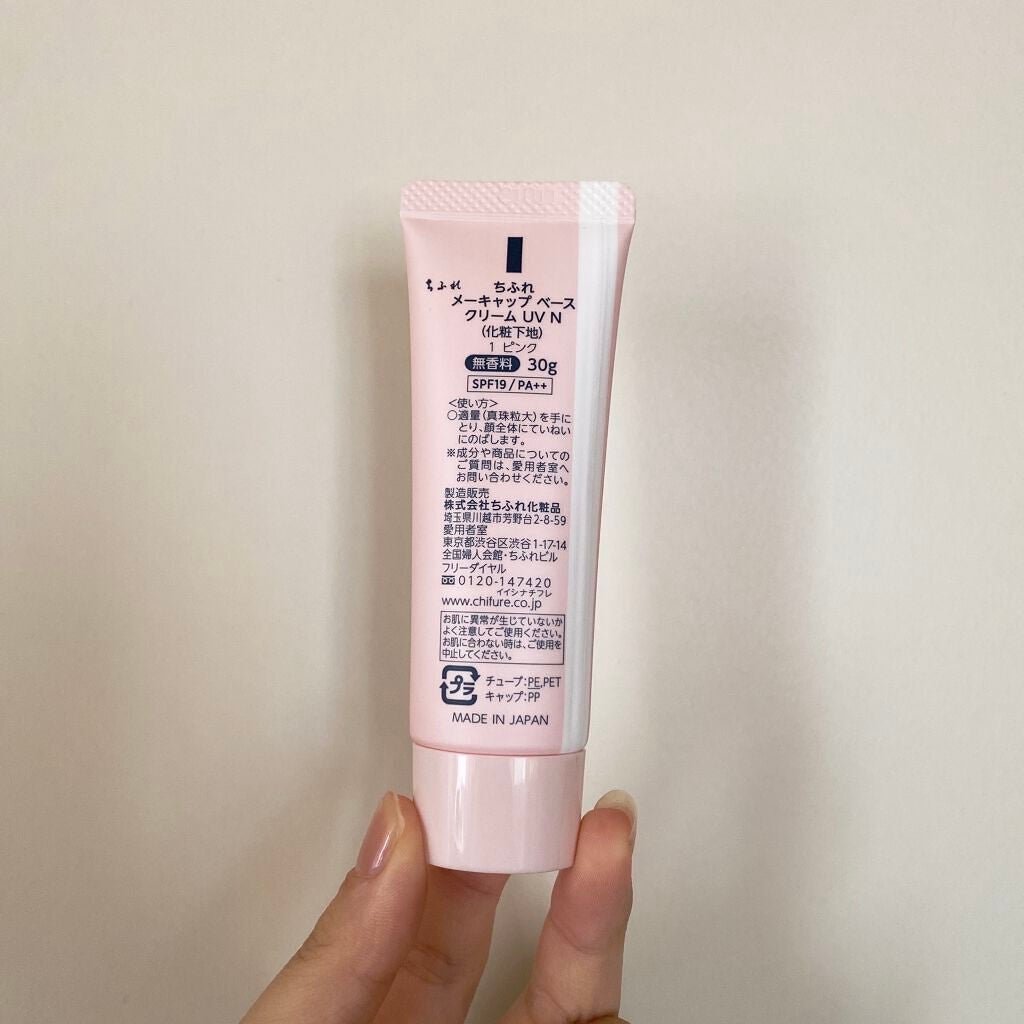 ちふれ
ちふれ
メーキャップ ベース
クリーム UV N
(化粧下地)
1 ピンク
無香料 30g
SPF19 / PA++
<使い方>
○適量(真珠粒大)を手に
とり、顔全体にていねい
にのばします。
※成分や商品についての
ご質問は、愛用者室へ
お問い合わせください。
製造販売
株式会社ちふれ化粧品
埼玉県川越市芳野台2-8-59
愛用者室
東京都渋谷区渋谷1-17-14
全国婦人会館・ちふれビル
フリーダイヤル
0120-147420
イイシナチフレ
www.chifure.co.jp
お肌に異常が生じていないか
よく注意してご使用ください。
お肌に合わない時は、ご使用を
中止してください。
プラ
チューブ:PE,PET
キャップ:PP
MADE IN JAPAN